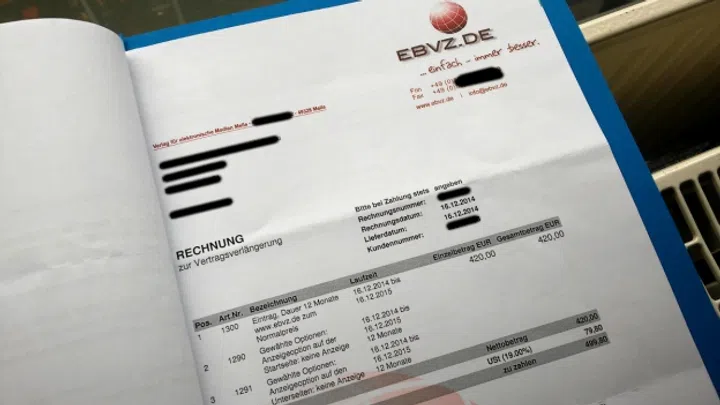 EBVZ.DE
– einfach – immer besser.
Fon +49 (0)
Fax +49 (0)
www.ebvz.de | info@ebvz.de
Verlag für elektronische Medien Melle - - 49326 Melle
RECHNUNG
zur Vertragsverlängerung
Bitte bei Zahlung stets angeben
Rechnungsnummer:
Rechnungsdatum: 16.12.2014
Lieferdatum: 16.12.2014
Kundennummer:
Pos. Art.Nr. Bezeichnung Laufzeit Einzelbetrag EUR Gesamtbetrag EUR
1 1300 Eintrag, Dauer 12 Monate 16.12.2014 bis 420,00 420,00
www.ebvz.de zum 16.12.2015
Normalpreis
2 1290 Gewählte Optionen: 16.12.2014 bis
Anzeigeoption auf der 16.12.2015
Startseite: keine Anzeige 12 Monate
3 1291 Gewählte Optionen: 16.12.2014 bis
Anzeigeoption auf den 16.12.2015
Unterseiten: keine Anzeige 12 Monate
Nettobetrag 420,00
USt (19.00%) 79,80
zu zahlen 499,80